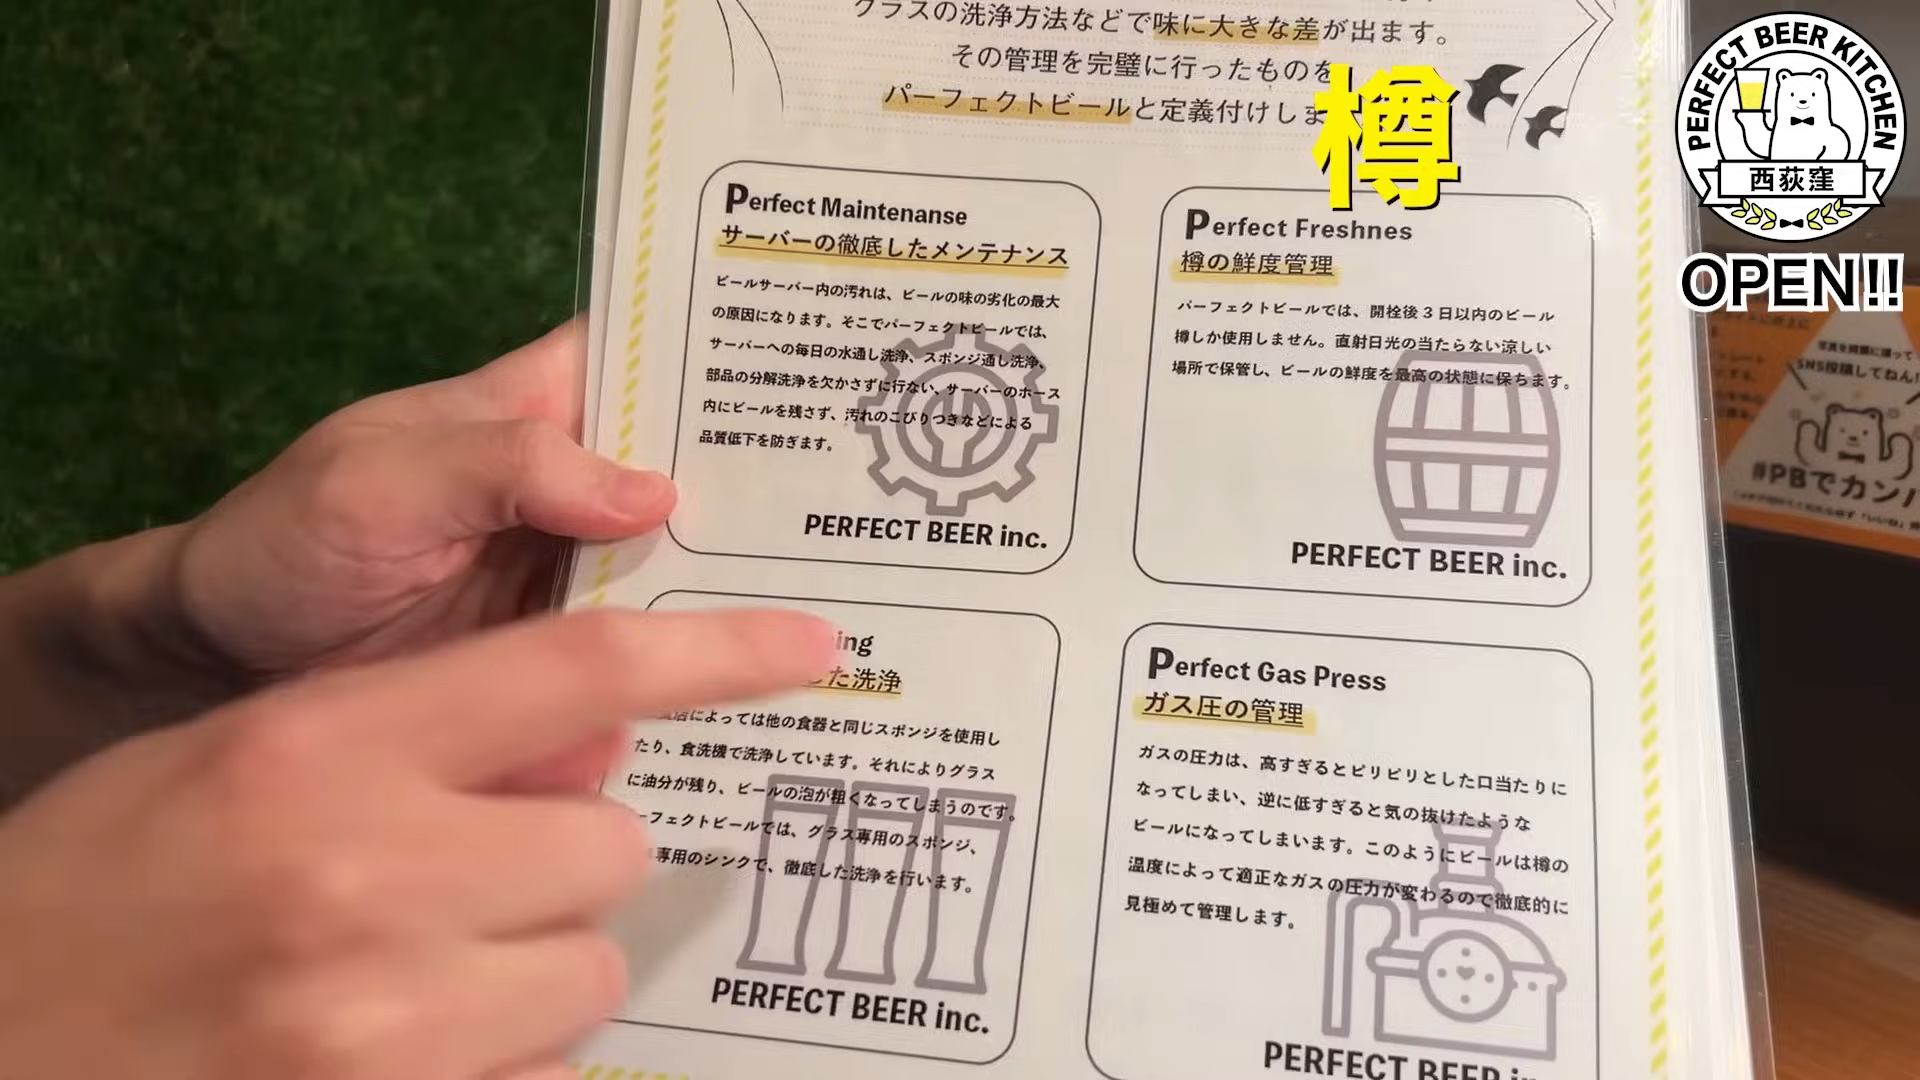 グラスの洗浄方法などで味に大きな差が出ます。
その管理を完璧に行ったものを
パーフェクトビールと定義付けしま
樽
Perfect Maintenanse
サーバーの徹底したメンテナンス
ビールサーバー内の汚れは、ビールの味の劣化の最大
の原因になります。そこでパーフェクトビールでは、
サーバーへの毎日の水通し洗浄、スポンジ通し洗浄、
部品の分解洗浄を欠かさずに行ない、サーバーのホース
内にビールを残さず、汚れのこびりつきなどによる
品質低下を防ぎます。
PERFECT BEER inc.
Perfect Freshnes
樽の鮮度管理
パーフェクトビールでは、開栓後3日以内のビール
樽しか使用しません。直射日光の当たらない涼しい
場所で保管し、ビールの鮮度を最高の状態に保ちます。
PERFECT BEER inc.
ing
した洗浄
によっては他の食器と同じスポンジを使用し
たり、食洗機で洗浄しています。それによりグラス
に油分が残り、ビールの泡が粗くなってしまうのです。
ーフェクトビールでは、グラス専用のスポンジ、
専用のシンクで、徹底した洗浄を行います。
PERFECT BEER inc.
Perfect Gas Press
ガス圧の管理
ガスの圧力は、高すぎるとピリピリとした口当たりに
なってしまい、逆に低すぎると気の抜けたような
ビールになってしまいます。このようにビールは樽の
温度によって適正なガスの圧力が変わるので徹底的に
見極めて管理します。
PERFECT BEER in
PERFECT BEER KITCHEN
西荻窪
OPEN!!
SNS投稿してねん!
#PBでカンパ